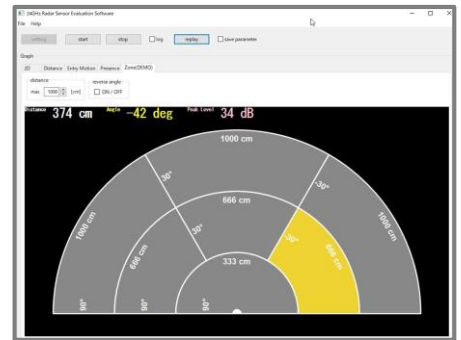 24GHz Radar Sensor Evaluation Software
File Help
setting start stop log replay save parameter
Graph
2D Distance Entry Motion Presence Zone(DEMO)
distance reverse angle
max 1000 [cm] ON / OFF
Distance 374 cm Angle -42 deg Peak Level 34 dB
1000 cm
30° -30°
1000 cm 1000 cm
666 cm
30° -30°
666 cm 666 cm
333 cm
90° 90° 90°